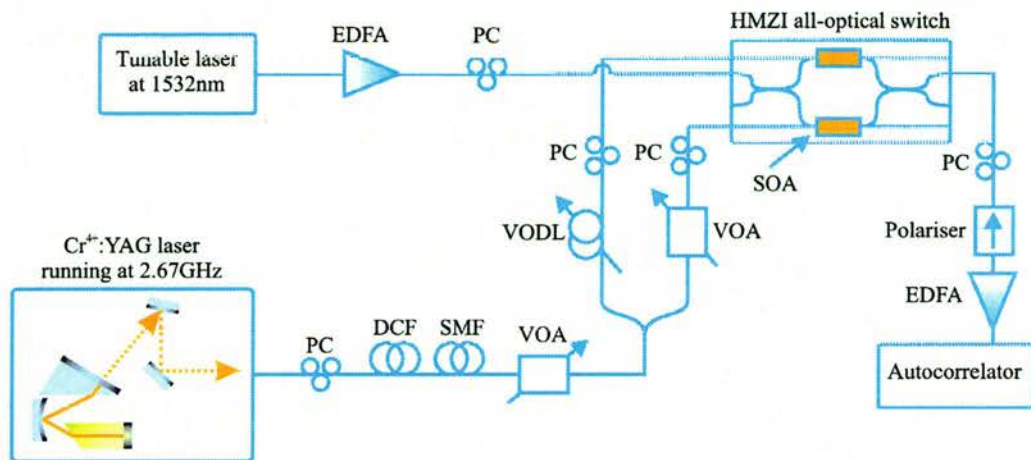 EDFA
PC
HMZI all-optical switch
Tunable laser
at 1532nm
PC
PC
SOA
PC
VODL
VOA
Polariser
Cr⁴⁺:YAG laser
running at 2.67GHz
EDFA
PC
DCF
SMF
VOA
Autocorrelator